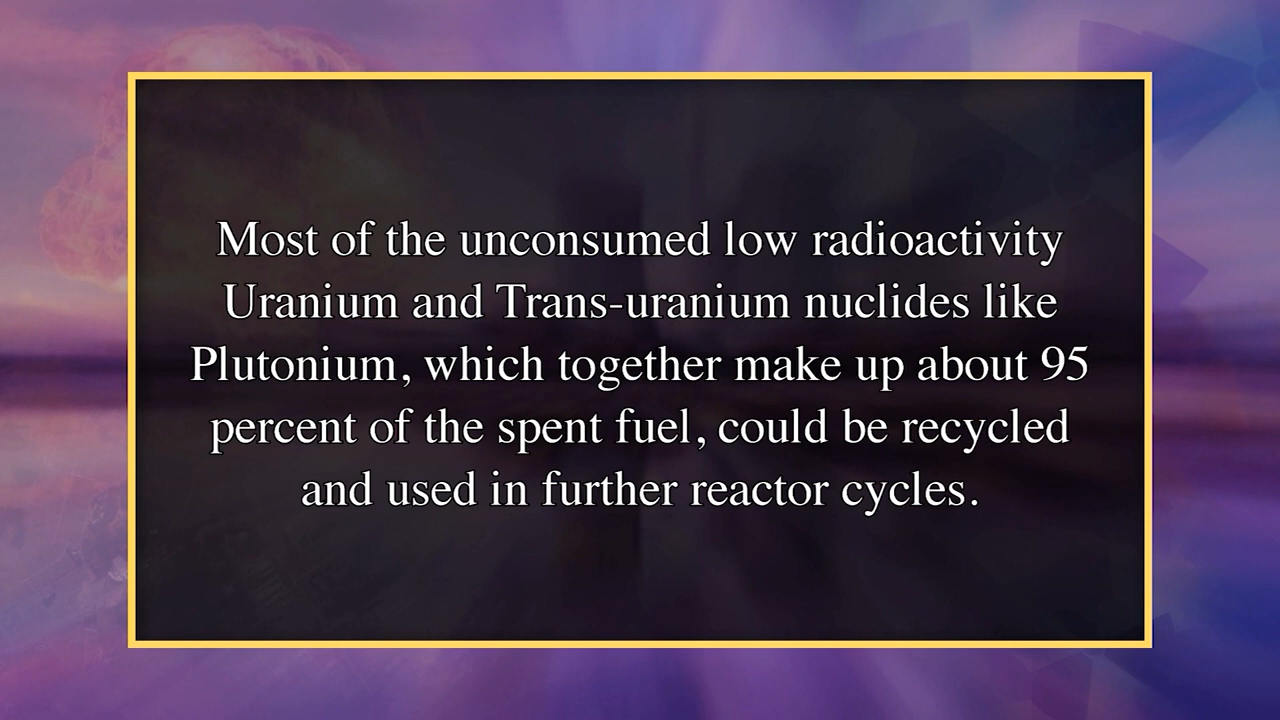 Most of the unconsumed low radioactivity
Uranium and Trans-uranium nuclides like
Plutonium, which together make up about 95
percent of the spent fuel, could be recycled
and used in further reactor cycles.